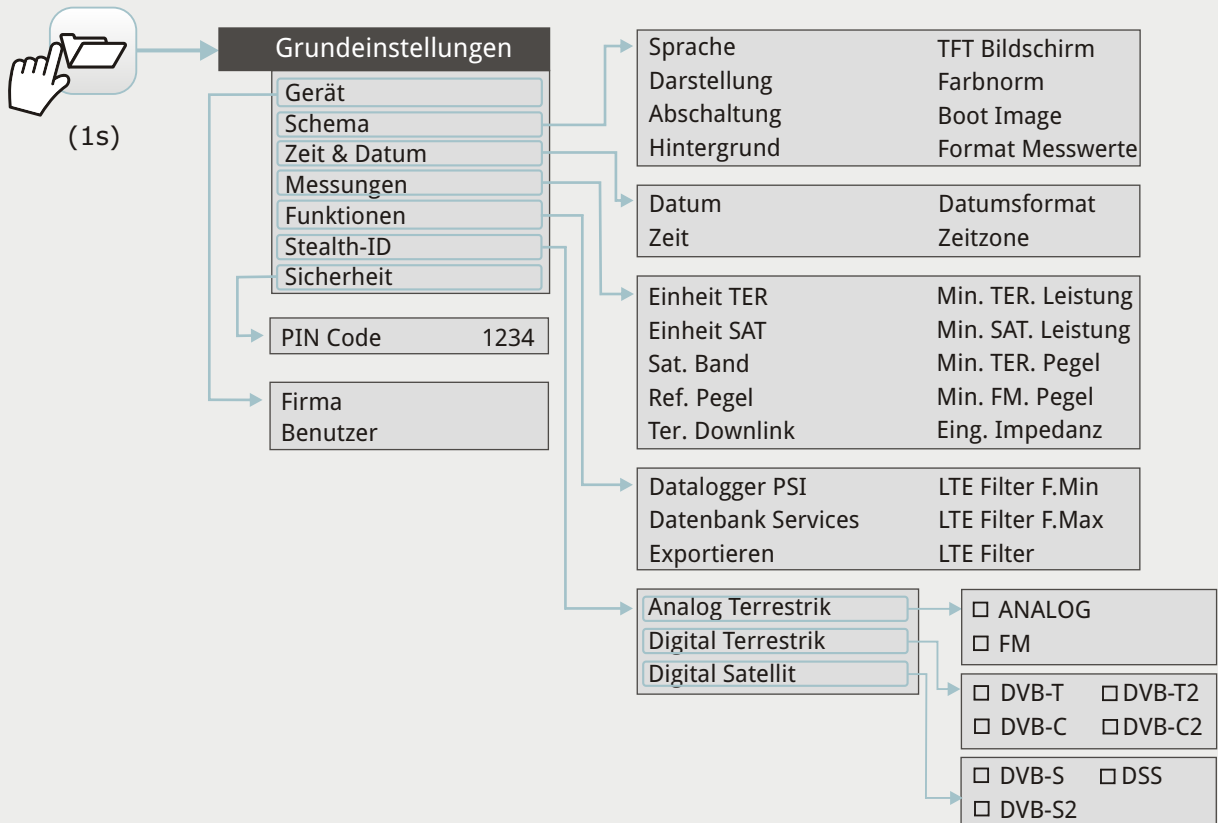 (1s)
Grundeinstellungen
Gerät
Schema
Zeit & Datum
Messungen
Funktionen
Stealth-ID
Sicherheit
PIN Code 1234
Firma
Benutzer
Sprache TFT Bildschirm
Darstellung Farbnorm
Abschaltung Boot Image
Hintergrund Format Messwerte
Datum Datumsformat
Zeit Zeitzone
Einheit TER Min. TER. Leistung
Einheit SAT Min. SAT. Leistung
Sat. Band Min. TER. Pegel
Ref. Pegel Min. FM. Pegel
Ter. Downlink Eing. Impedanz
Datalogger PSI LTE Filter F.Min
Datenbank Services LTE Filter F.Max
Exportieren LTE Filter
Analog Terrestrik
Digital Terrestrik
Digital Satellit
ANALOG
FM
DVB-T DVB-T2
DVB-C DVB-C2
DVB-S DSS
DVB-S2